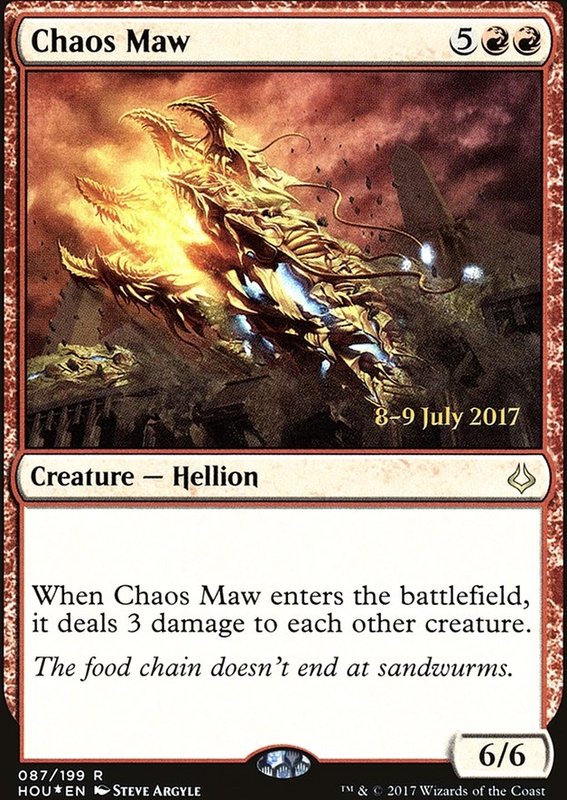 Chaos Maw 5
8–9 July 2017
Creature — Hellion
When Chaos Maw enters the battlefield,
it deals 3 damage to each other creature.
The food chain doesn't end at sandwurms.
6/6
087/199 R
HOU★EN Steve Argyle
™ & © 2017 Wizards of the Coast